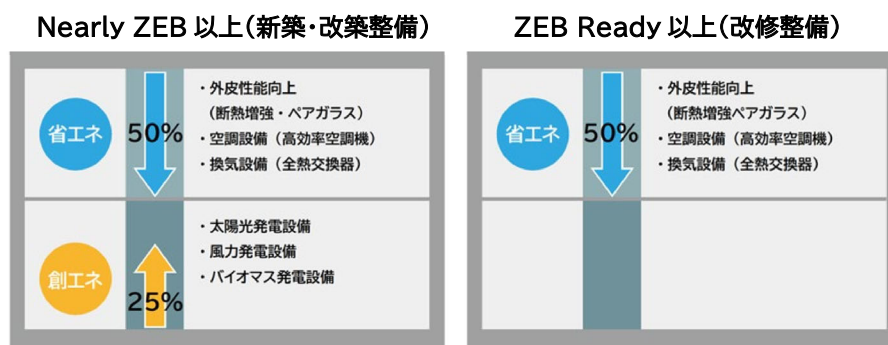 Nearly ZEB 以上(新築・改築整備)
省エネ
50%
・外皮性能向上
（断熱増強・ペアガラス）
・空調設備（高効率空調機）
・換気設備（全熱交換器）
創エネ
25%
・太陽光発電設備
・風力発電設備
・バイオマス発電設備
ZEB Ready 以上(改修整備)
省エネ
50%
・外皮性能向上
（断熱増強ペアガラス）
・空調設備（高効率空調機）
・換気設備（全熱交換器）